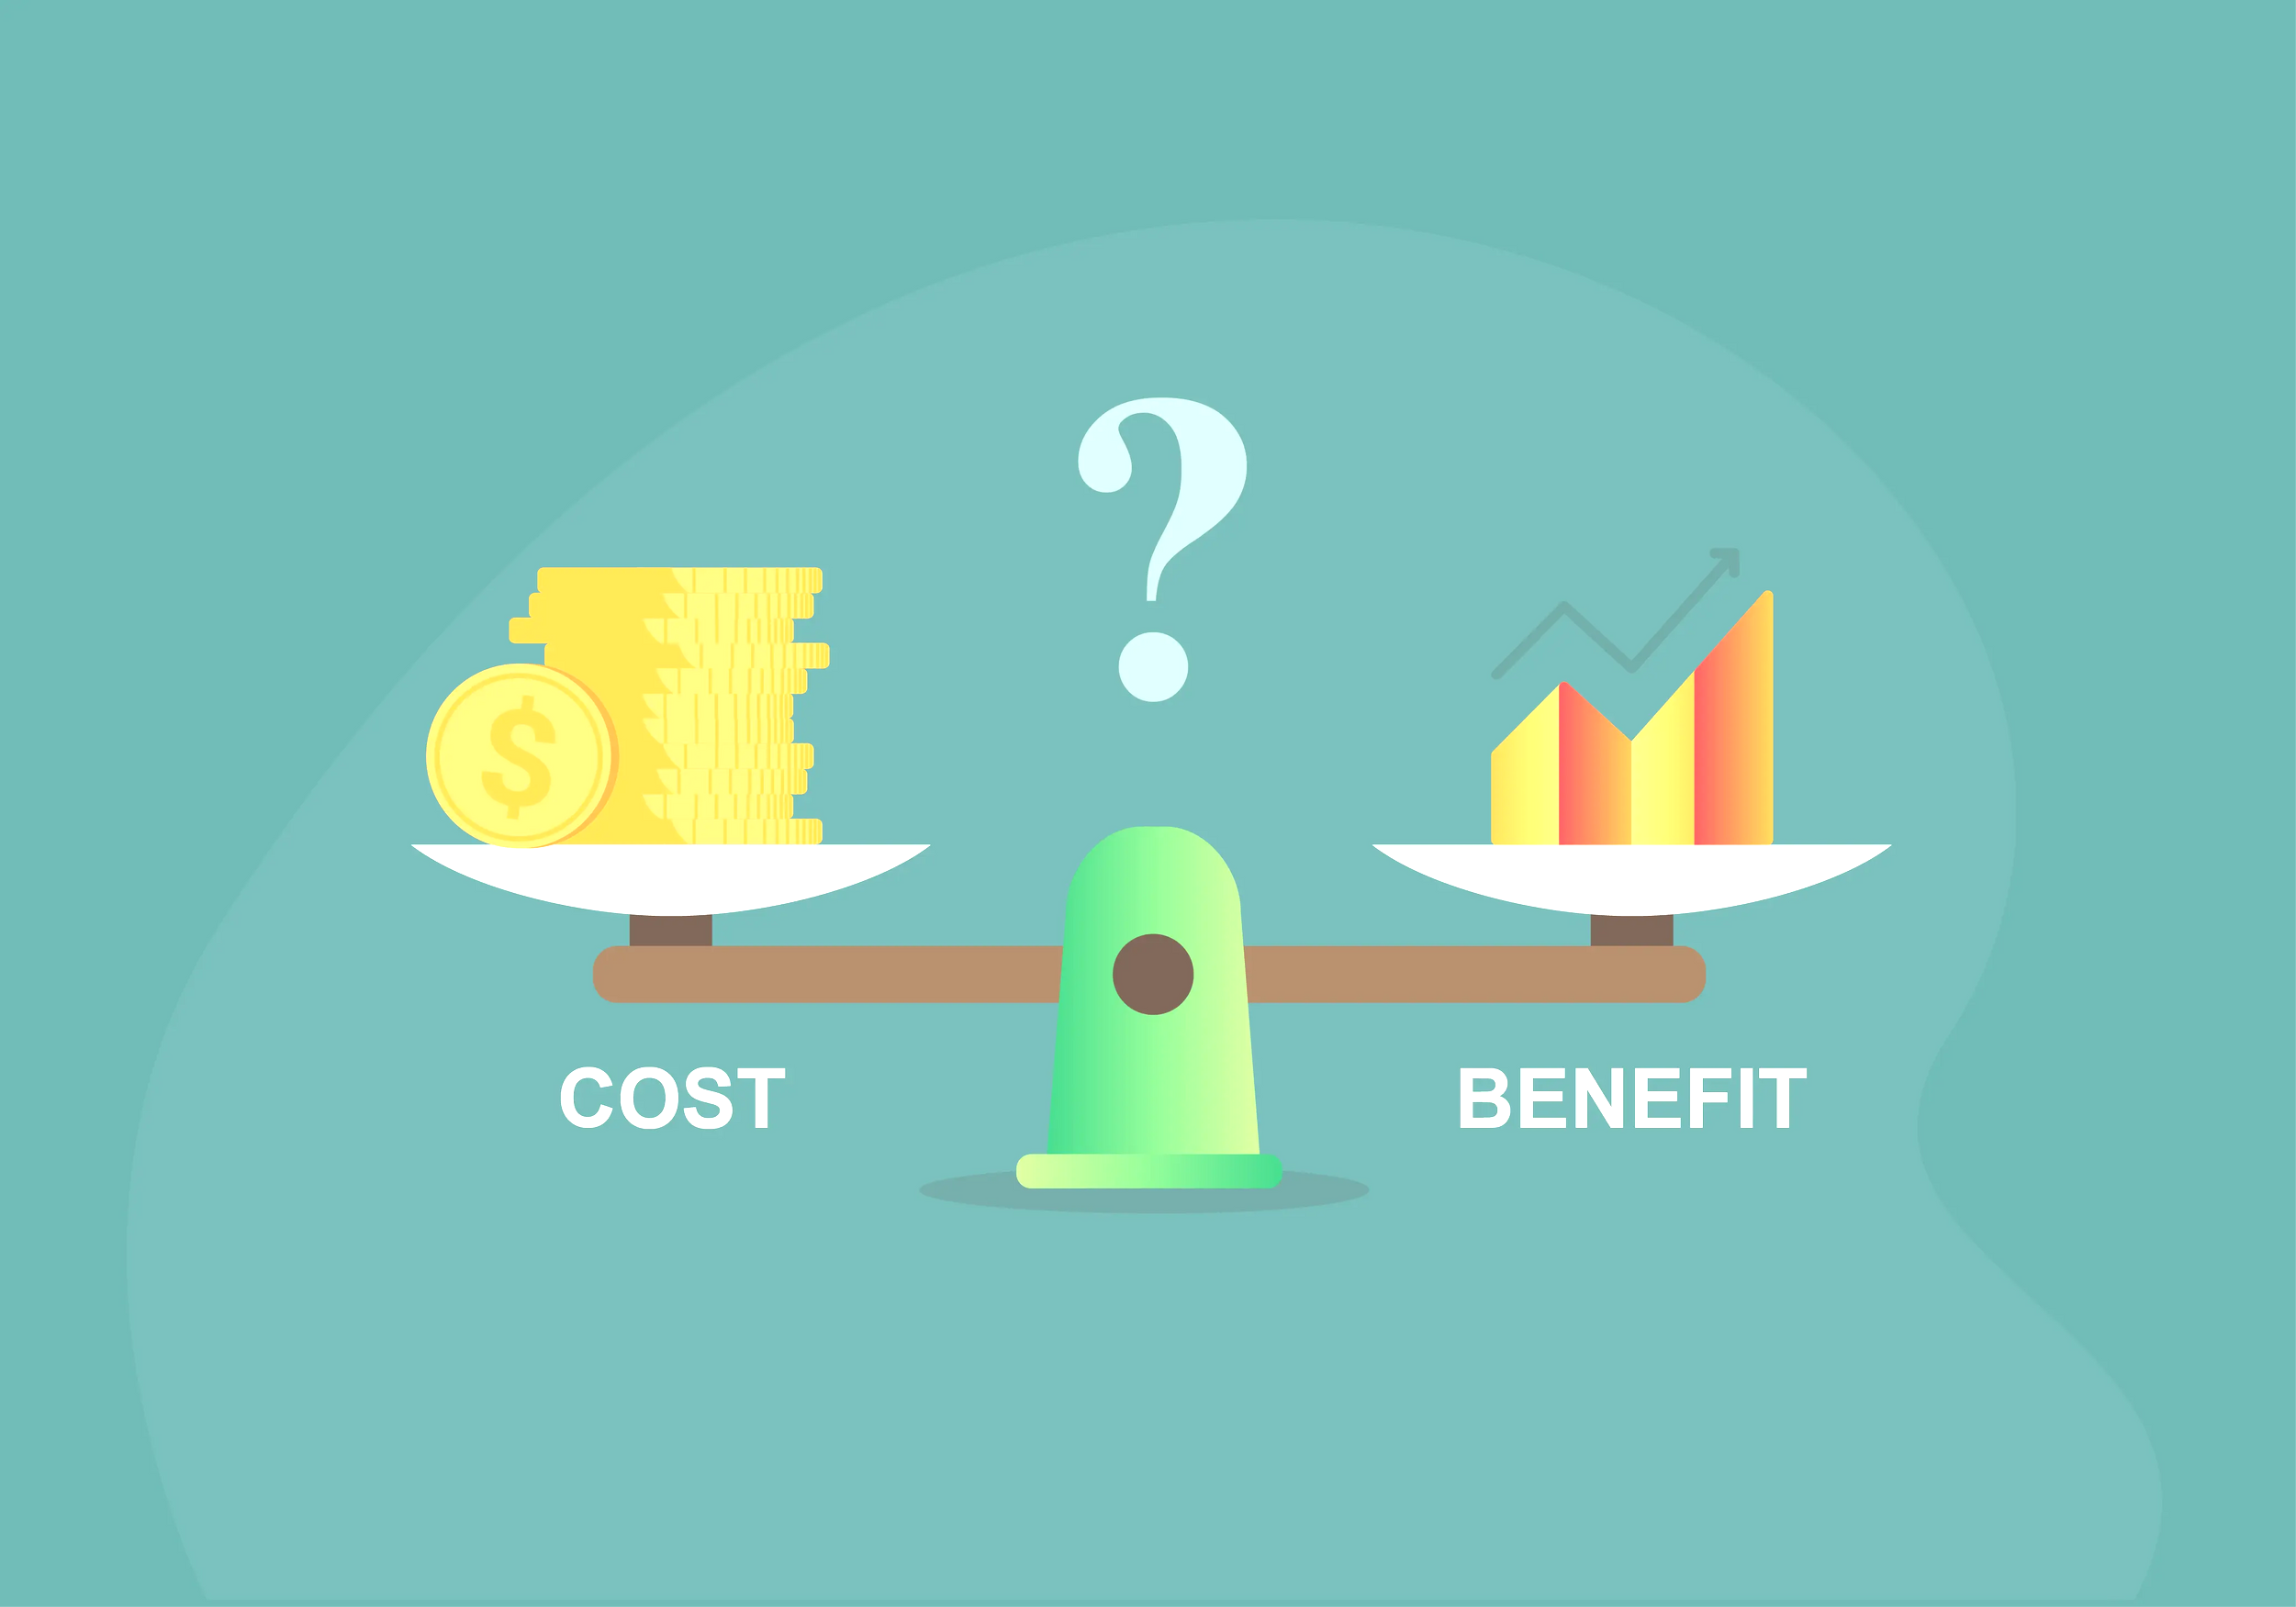 ?
$
COST
BENEFIT